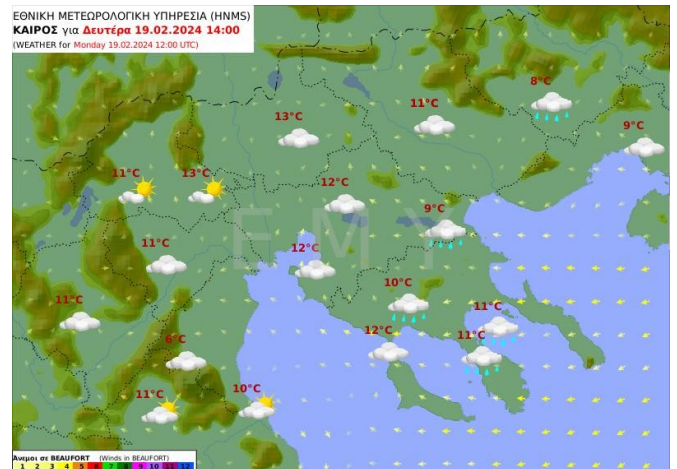 ΕΘΝΙΚΗ ΜΕΤΕΩΡΟΛΟΓΙΚΗ ΥΠΗΡΕΣΙΑ (HNMS)
ΚΑΙΡΟΣ για Δευτέρα 19.02.2024 14:00
(WEATHER for Monday 19.02.2024 12:00 UTC)
8°C
13°C
11°C
9°C
11°C
13°C
12°C
ΕΜΥ
9°C
11°C
12°C
10°C
11°C
11°C
12°C
11°C
6°C
11°C
10°C
Άνεμοι σε BEAUFORT (Winds in BEAUFORT)
1 2 3 4 5 6 7 8 9 10 11 12